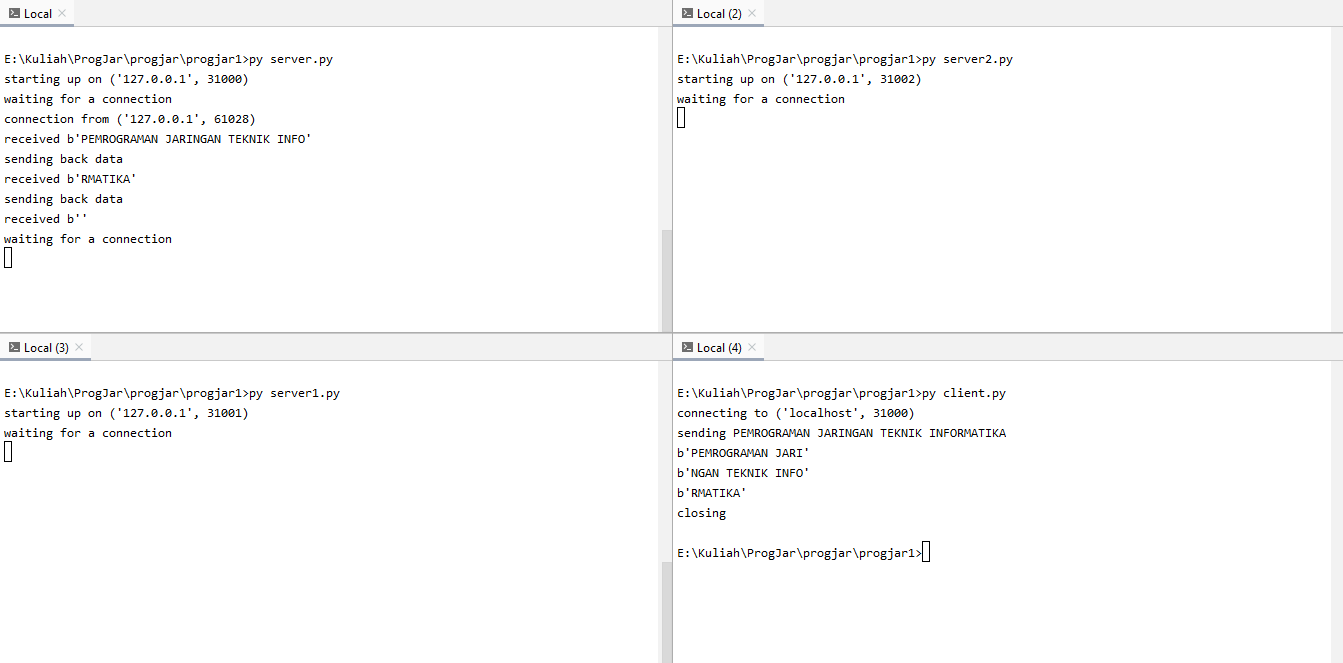 Local
E:\Kuliah\ProgJar\progjar\progjar1>py server.py
starting up on ('127.0.0.1', 31000)
waiting for a connection
connection from ('127.0.0.1', 61028)
received b'PEMROGRAMAN JARINGAN TEKNIK INFO'
sending back data
received b'RMATIKA'
sending back data
received b''
waiting for a connection
Local (2)
E:\Kuliah\ProgJar\progjar\progjar1>py server2.py
starting up on ('127.0.0.1', 31002)
waiting for a connection
Local (3)
E:\Kuliah\ProgJar\progjar\progjar1>py server1.py
starting up on ('127.0.0.1', 31001)
waiting for a connection
Local (4)
E:\Kuliah\ProgJar\progjar\progjar1>py client.py
connecting to ('localhost', 31000)
sending PEMROGRAMAN JARINGAN TEKNIK INFORMATIKA
b'PEMROGRAMAN JARI'
b'NGAN TEKNIK INFO'
b'RMATIKA'
closing
E:\Kuliah\ProgJar\progjar\progjar1>